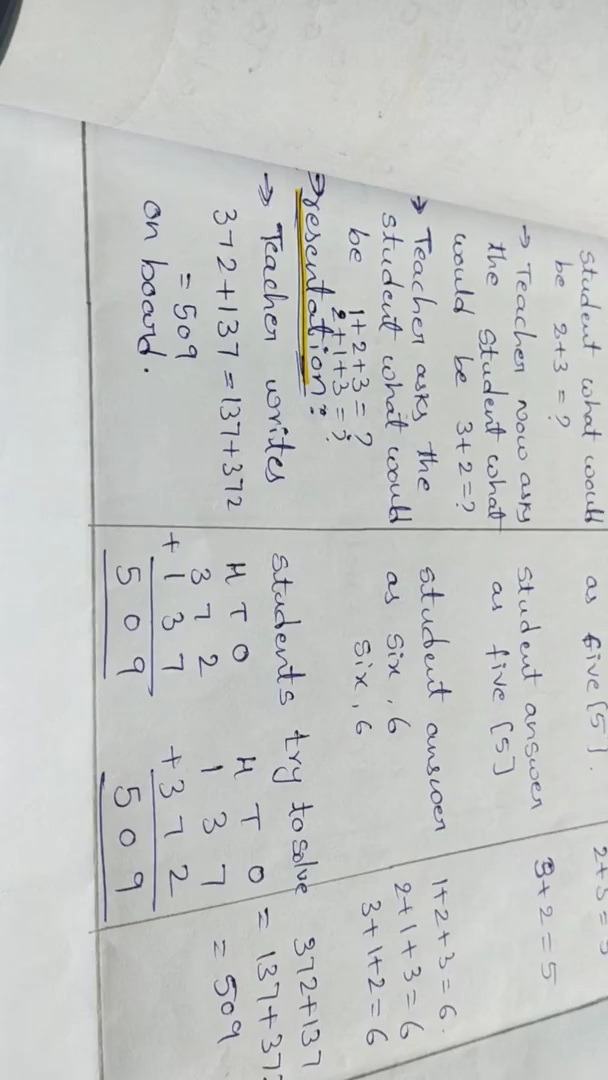 student what would
be 2+3 = ?
→ Teacher now asks
the student what
would be 3+2=?
→ Teacher asks the
student what would
be 1+2+3 = ?
2+1+3=?
Presentation:
→ Teacher writes
372+137 = 137+372
= 509
on board.
as five [5].
student answer
as five [5]
student answer
as six, 6
six, 6
students try to solve
H T O
3 7 2
+ 1 3 7
5 0 9
H T O
1 3 7
+ 3 7 2
5 0 9
3+2=5
1+2+3=6.
2+1+3=6
3+1+2=6
372+137
= 137+372
= 509